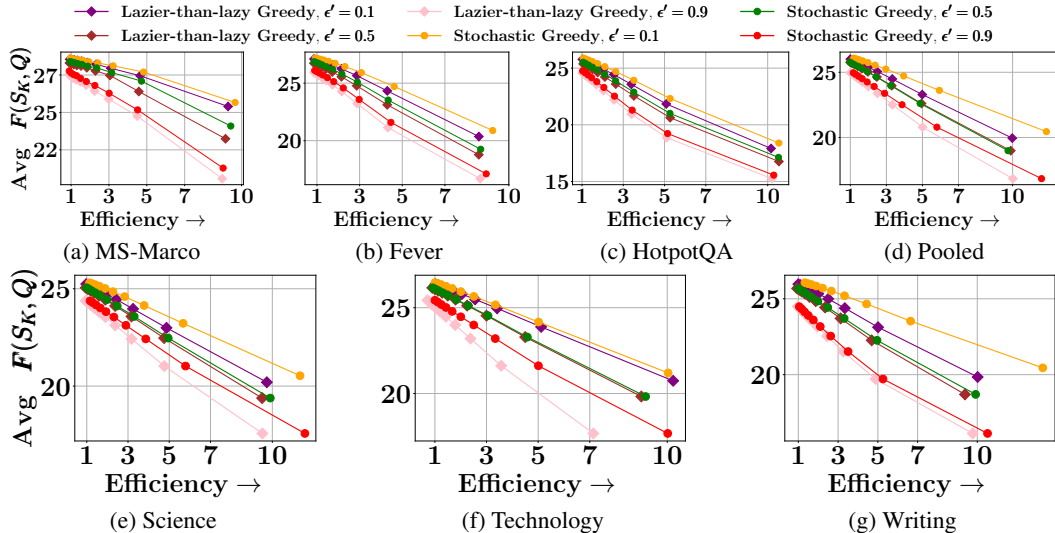 Lazier-than-lazy Greedy, ϵ′ = 0.1
Lazier-than-lazy Greedy, ϵ′ = 0.9
Stochastic Greedy, ϵ′ = 0.5
Lazier-than-lazy Greedy, ϵ′ = 0.5
Stochastic Greedy, ϵ′ = 0.1
Stochastic Greedy, ϵ′ = 0.9
Avg F(S_K, Q)
27
25
22
1 3 5 7 10
Efficiency →
(a) MS-Marco
25
20
1 3 5 7 10
Efficiency →
(b) Fever
25
20
15
1 3 5 7 10
Efficiency →
(c) HotpotQA
25
20
1 3 5 7 10
Efficiency →
(d) Pooled
Avg F(S_K, Q)
25
20
1 3 5 7 10
Efficiency →
(e) Science
25
20
1 3 5 7 10
Efficiency →
(f) Technology
25
20
1 3 5 7 10
Efficiency →
(g) Writing